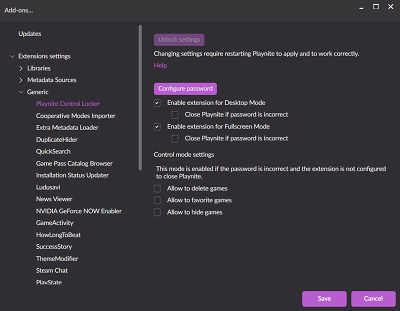 Add-ons...
Updates
Extensions settings
Libraries
Metadata Sources
Generic
Playnite Control Locker
Cooperative Modes Importer
Extra Metadata Loader
DuplicateHider
QuickSearch
Game Pass Catalog Browser
Installation Status Updater
Ludusavi
News Viewer
NVIDIA GeForce NOW Enabler
GameActivity
HowLongToBeat
SuccessStory
ThemeModifier
Steam Chat
PlayState
Unlock settings
Changing settings require restarting Playnite to apply and to work correctly.
Help
Configure password
Enable extension for Desktop Mode
Close Playnite if password is incorrect
Enable extension for Fullscreen Mode
Close Playnite if password is incorrect
Control mode settings
This mode is enabled if the password is incorrect and the extension is not configured
to close Playnite.
Allow to delete games
Allow to favorite games
Allow to hide games
Save
Cancel